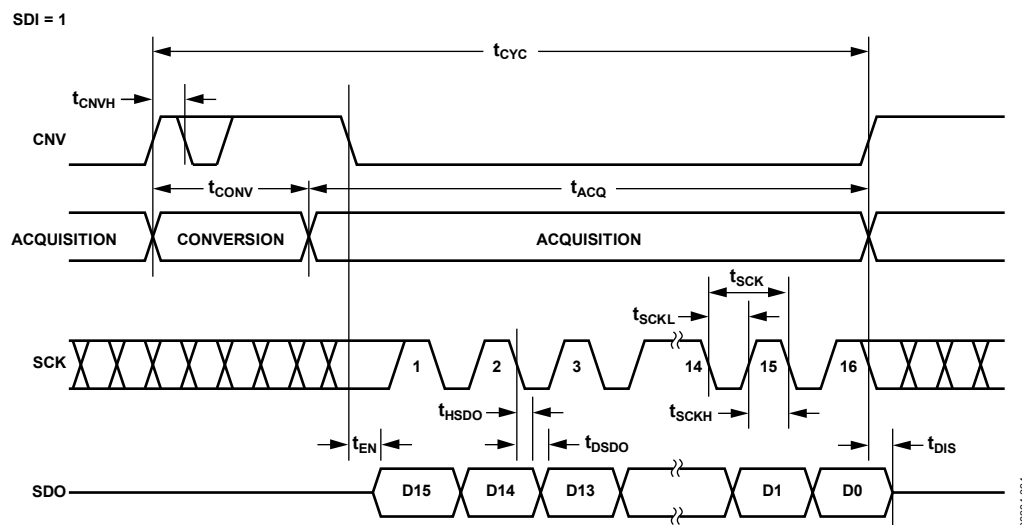 SDI = 1
tCYC
tCNVH
CNV
tCONV
tACQ
ACQUISITION
CONVERSION
ACQUISITION
tSCK
tSCKL
SCK
1
2
3
14
15
16
tHSDO
tSCKH
tEN
tDSDO
tDIS
SDO
D15
D14
D13
D1
D0